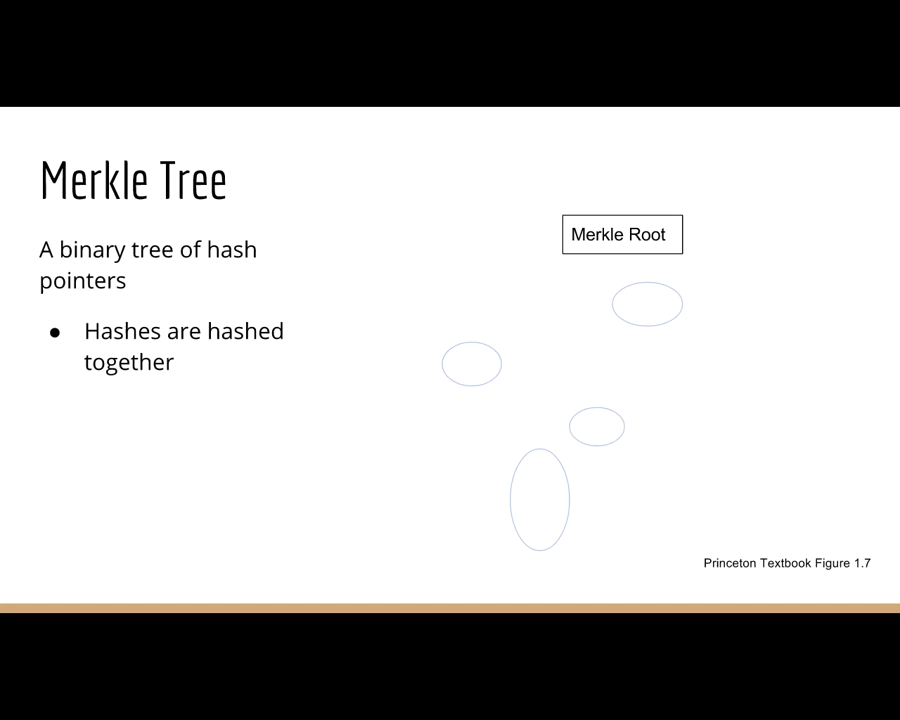 Merkle Tree
A binary tree of hash
pointers
● Hashes are hashed
together
Merkle Root
Princeton Textbook Figure 1.7